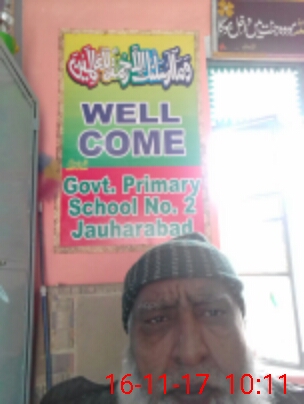 وما ارسلنك الا رحمة للعلمين
WELL
COME
Govt. Primary
School No. 2
Jauharabad
16-11-17 10:11